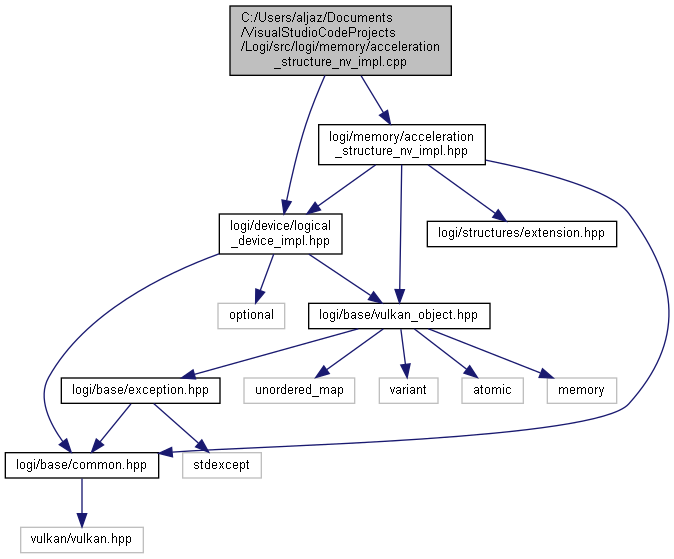 C:/Users/aljaz/Documents
/VisualStudioCodeProjects
/Logi/src/logi/memory/acceleration
_structure_nv_impl.cpp
logi/memory/acceleration
_structure_nv_impl.hpp
logi/device/logical
_device_impl.hpp
logi/structures/extension.hpp
optional
logi/base/vulkan_object.hpp
logi/base/exception.hpp
unordered_map
variant
atomic
memory
logi/base/common.hpp
stdexcept
vulkan/vulkan.hpp